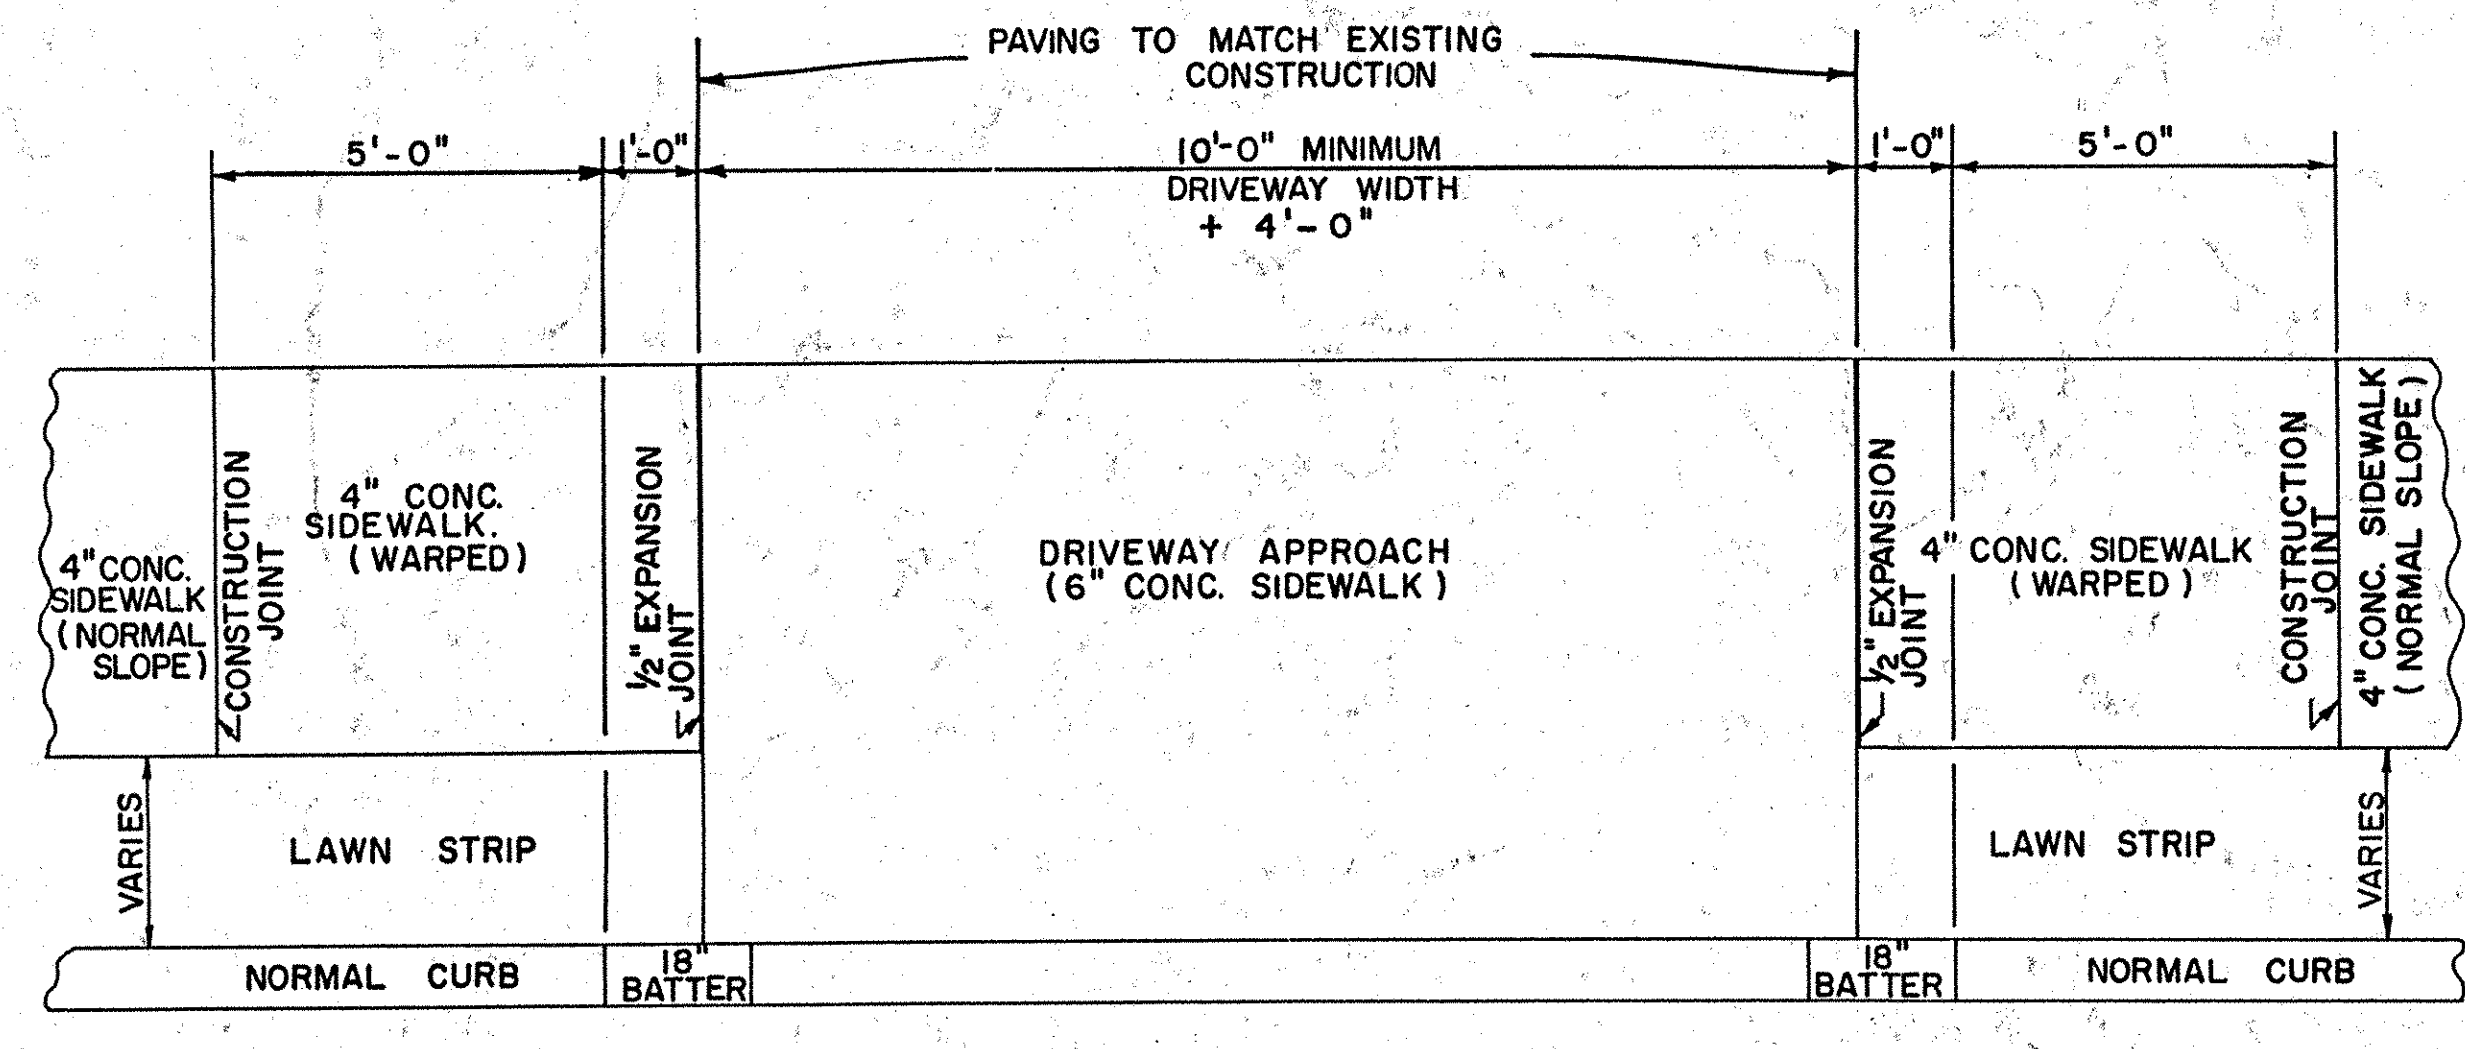 PAVING TO MATCH EXISTING
CONSTRUCTION
5'-0"
1'-0"
10'-0" MINIMUM
DRIVEWAY WIDTH
+ 4'-0"
1'-0"
5'-0"
4" CONC.
SIDEWALK
(NORMAL
SLOPE)
CONSTRUCTION
JOINT
4" CONC.
SIDEWALK.
(WARPED)
1/2" EXPANSION
JOINT
DRIVEWAY APPROACH
(6" CONC. SIDEWALK)
1/2" EXPANSION
JOINT
4" CONC. SIDEWALK
(WARPED)
CONSTRUCTION
JOINT
4" CONC. SIDEWALK
(NORMAL SLOPE)
VARIES
LAWN STRIP
LAWN STRIP
VARIES
NORMAL CURB
18"
BATTER
18"
BATTER
NORMAL CURB